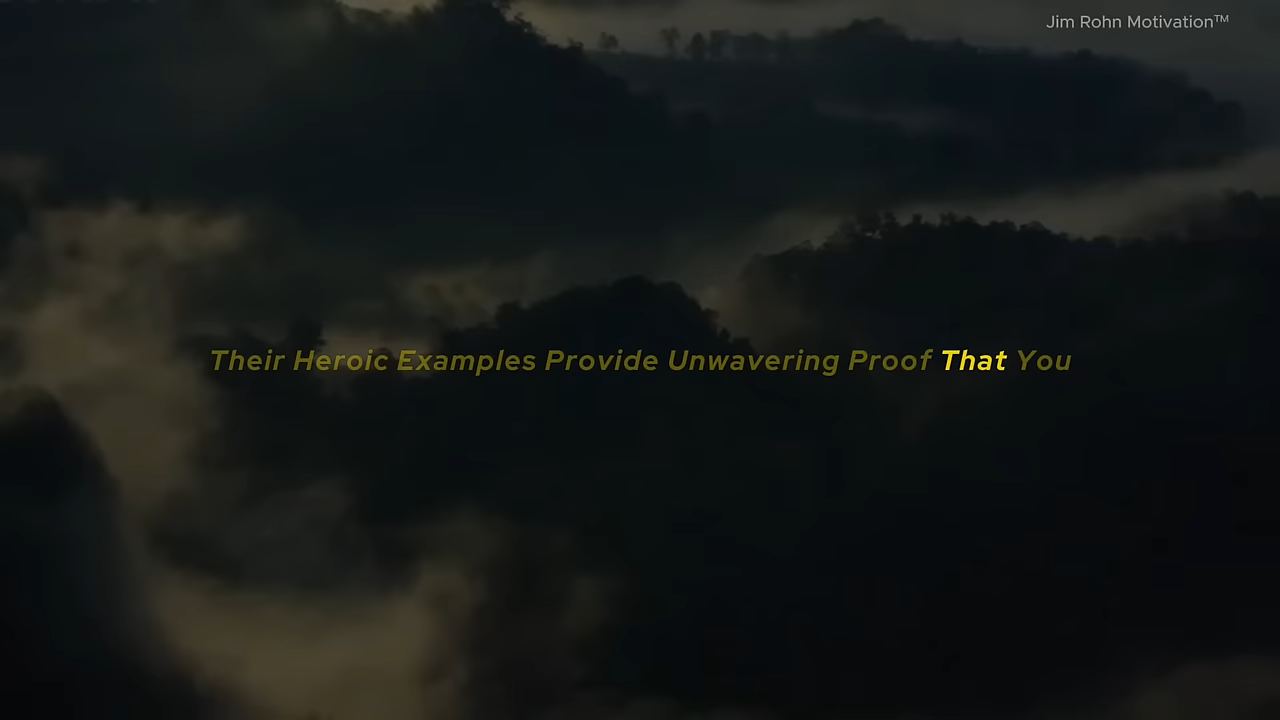 Jim Rohn Motivation™
Their Heroic Examples Provide Unwavering Proof That You